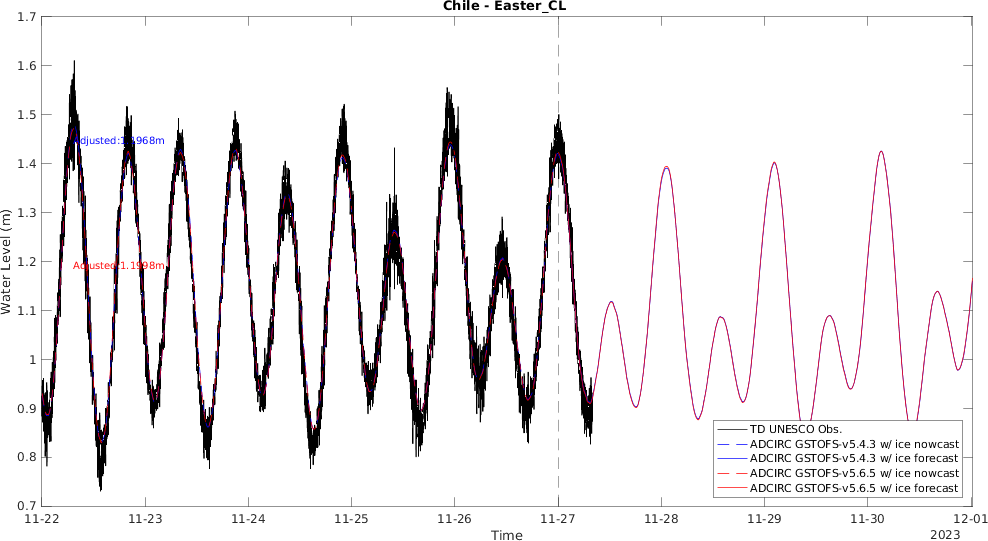 Chile - Easter_CL
1.7
1.6
1.5
1.4
1.3
1.2
1.1
1
0.9
0.8
0.7
Water Level (m)
Adjusted:1.1998m
TD UNESCO Obs.
ADCIRC GSTOFS-v5.4.3 w/ ice nowcast
ADCIRC GSTOFS-v5.4.3 w/ ice forecast
ADCIRC GSTOFS-v5.6.5 w/ ice nowcast
ADCIRC GSTOFS-v5.6.5 w/ ice forecast
11-22
11-23
11-24
11-25
11-26
11-27
11-28
11-29
11-30
12-01
Time
2023